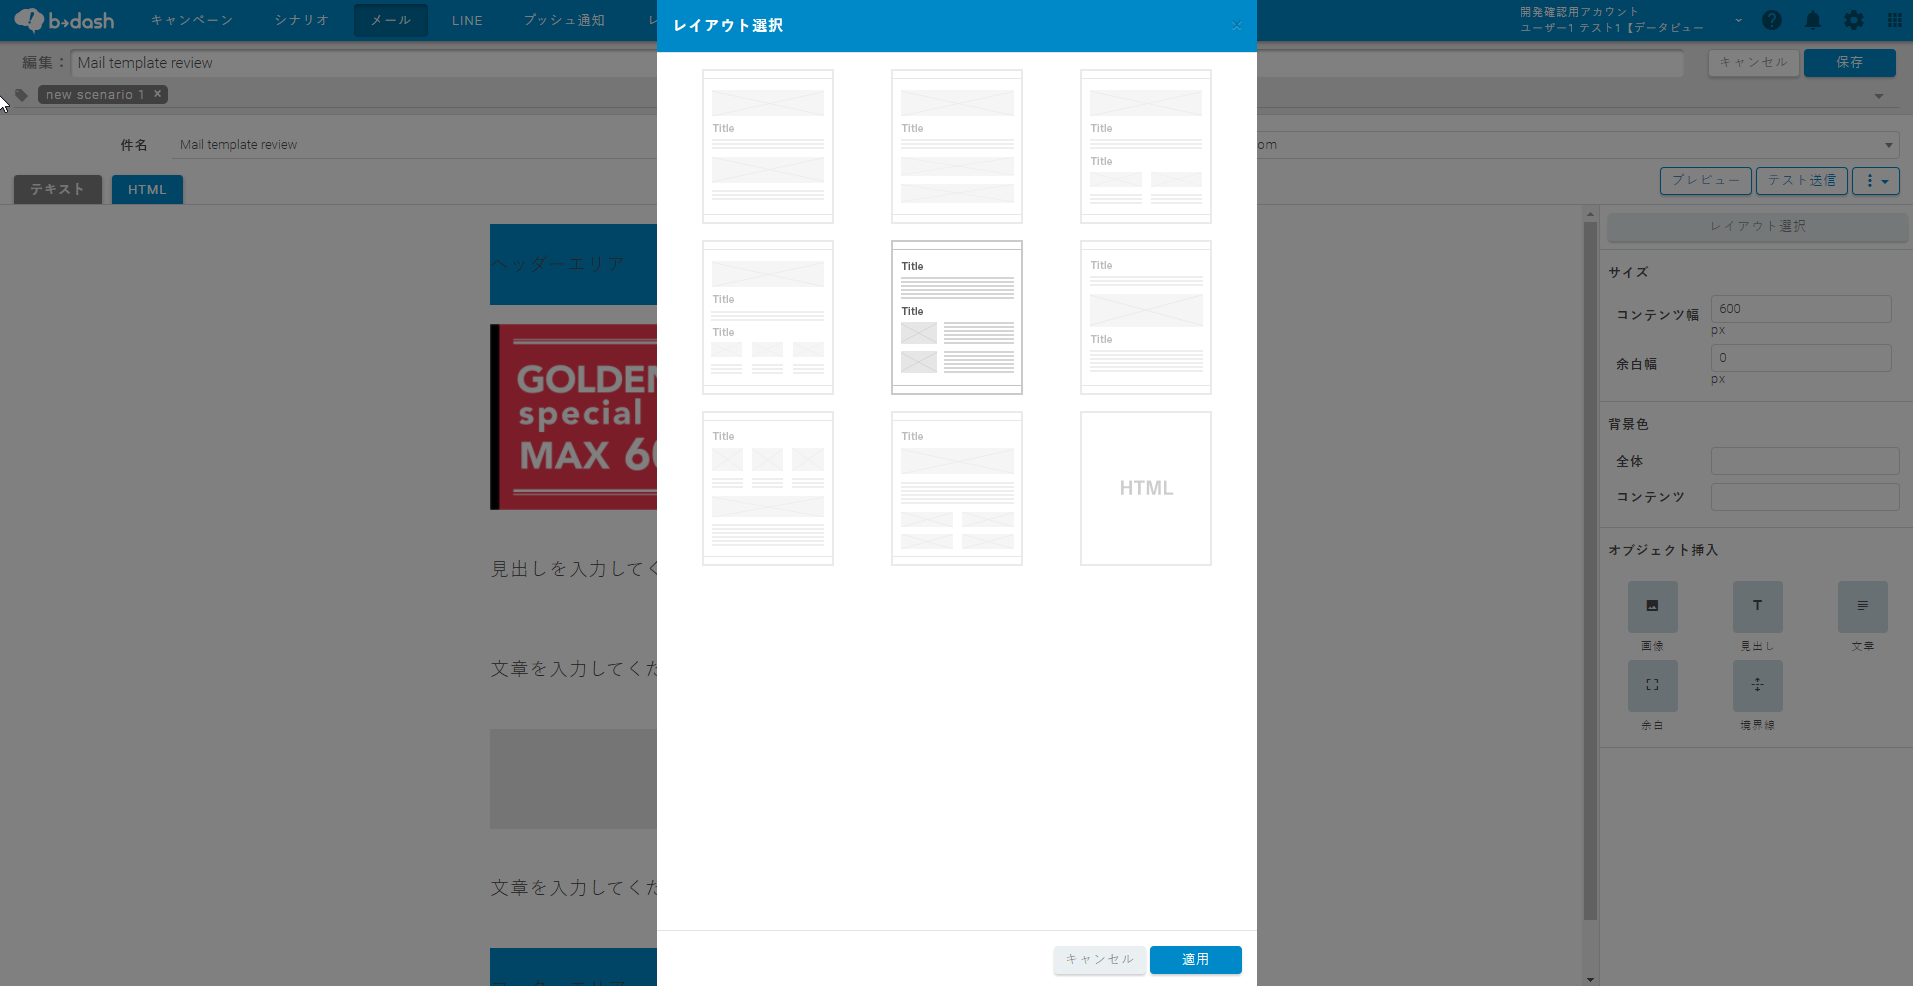 b→dash キャンペーン シナリオ メール LINE プッシュ通知
開発確認用アカウント
ユーザー1 テスト1【データビュー
レイアウト選択 ×
編集： Mail template review キャンセル 保存
new scenario 1 ×
件名 Mail template review om
テキスト HTML プレビュー テスト送信
ヘッダーエリア
GOLDEN
special
MAX 60
見出しを入力してく
文章を入力してくだ
文章を入力してくだ
Title
Title
Title
Title
Title
Title
Title
Title
Title
Title
Title
Title
Title
HTML
キャンセル 適用
レイアウト選択
サイズ
コンテンツ幅 600
px
余白幅 0
px
背景色
全体
コンテンツ
オブジェクト挿入
T
画像 見出し 文章
余白 境界線